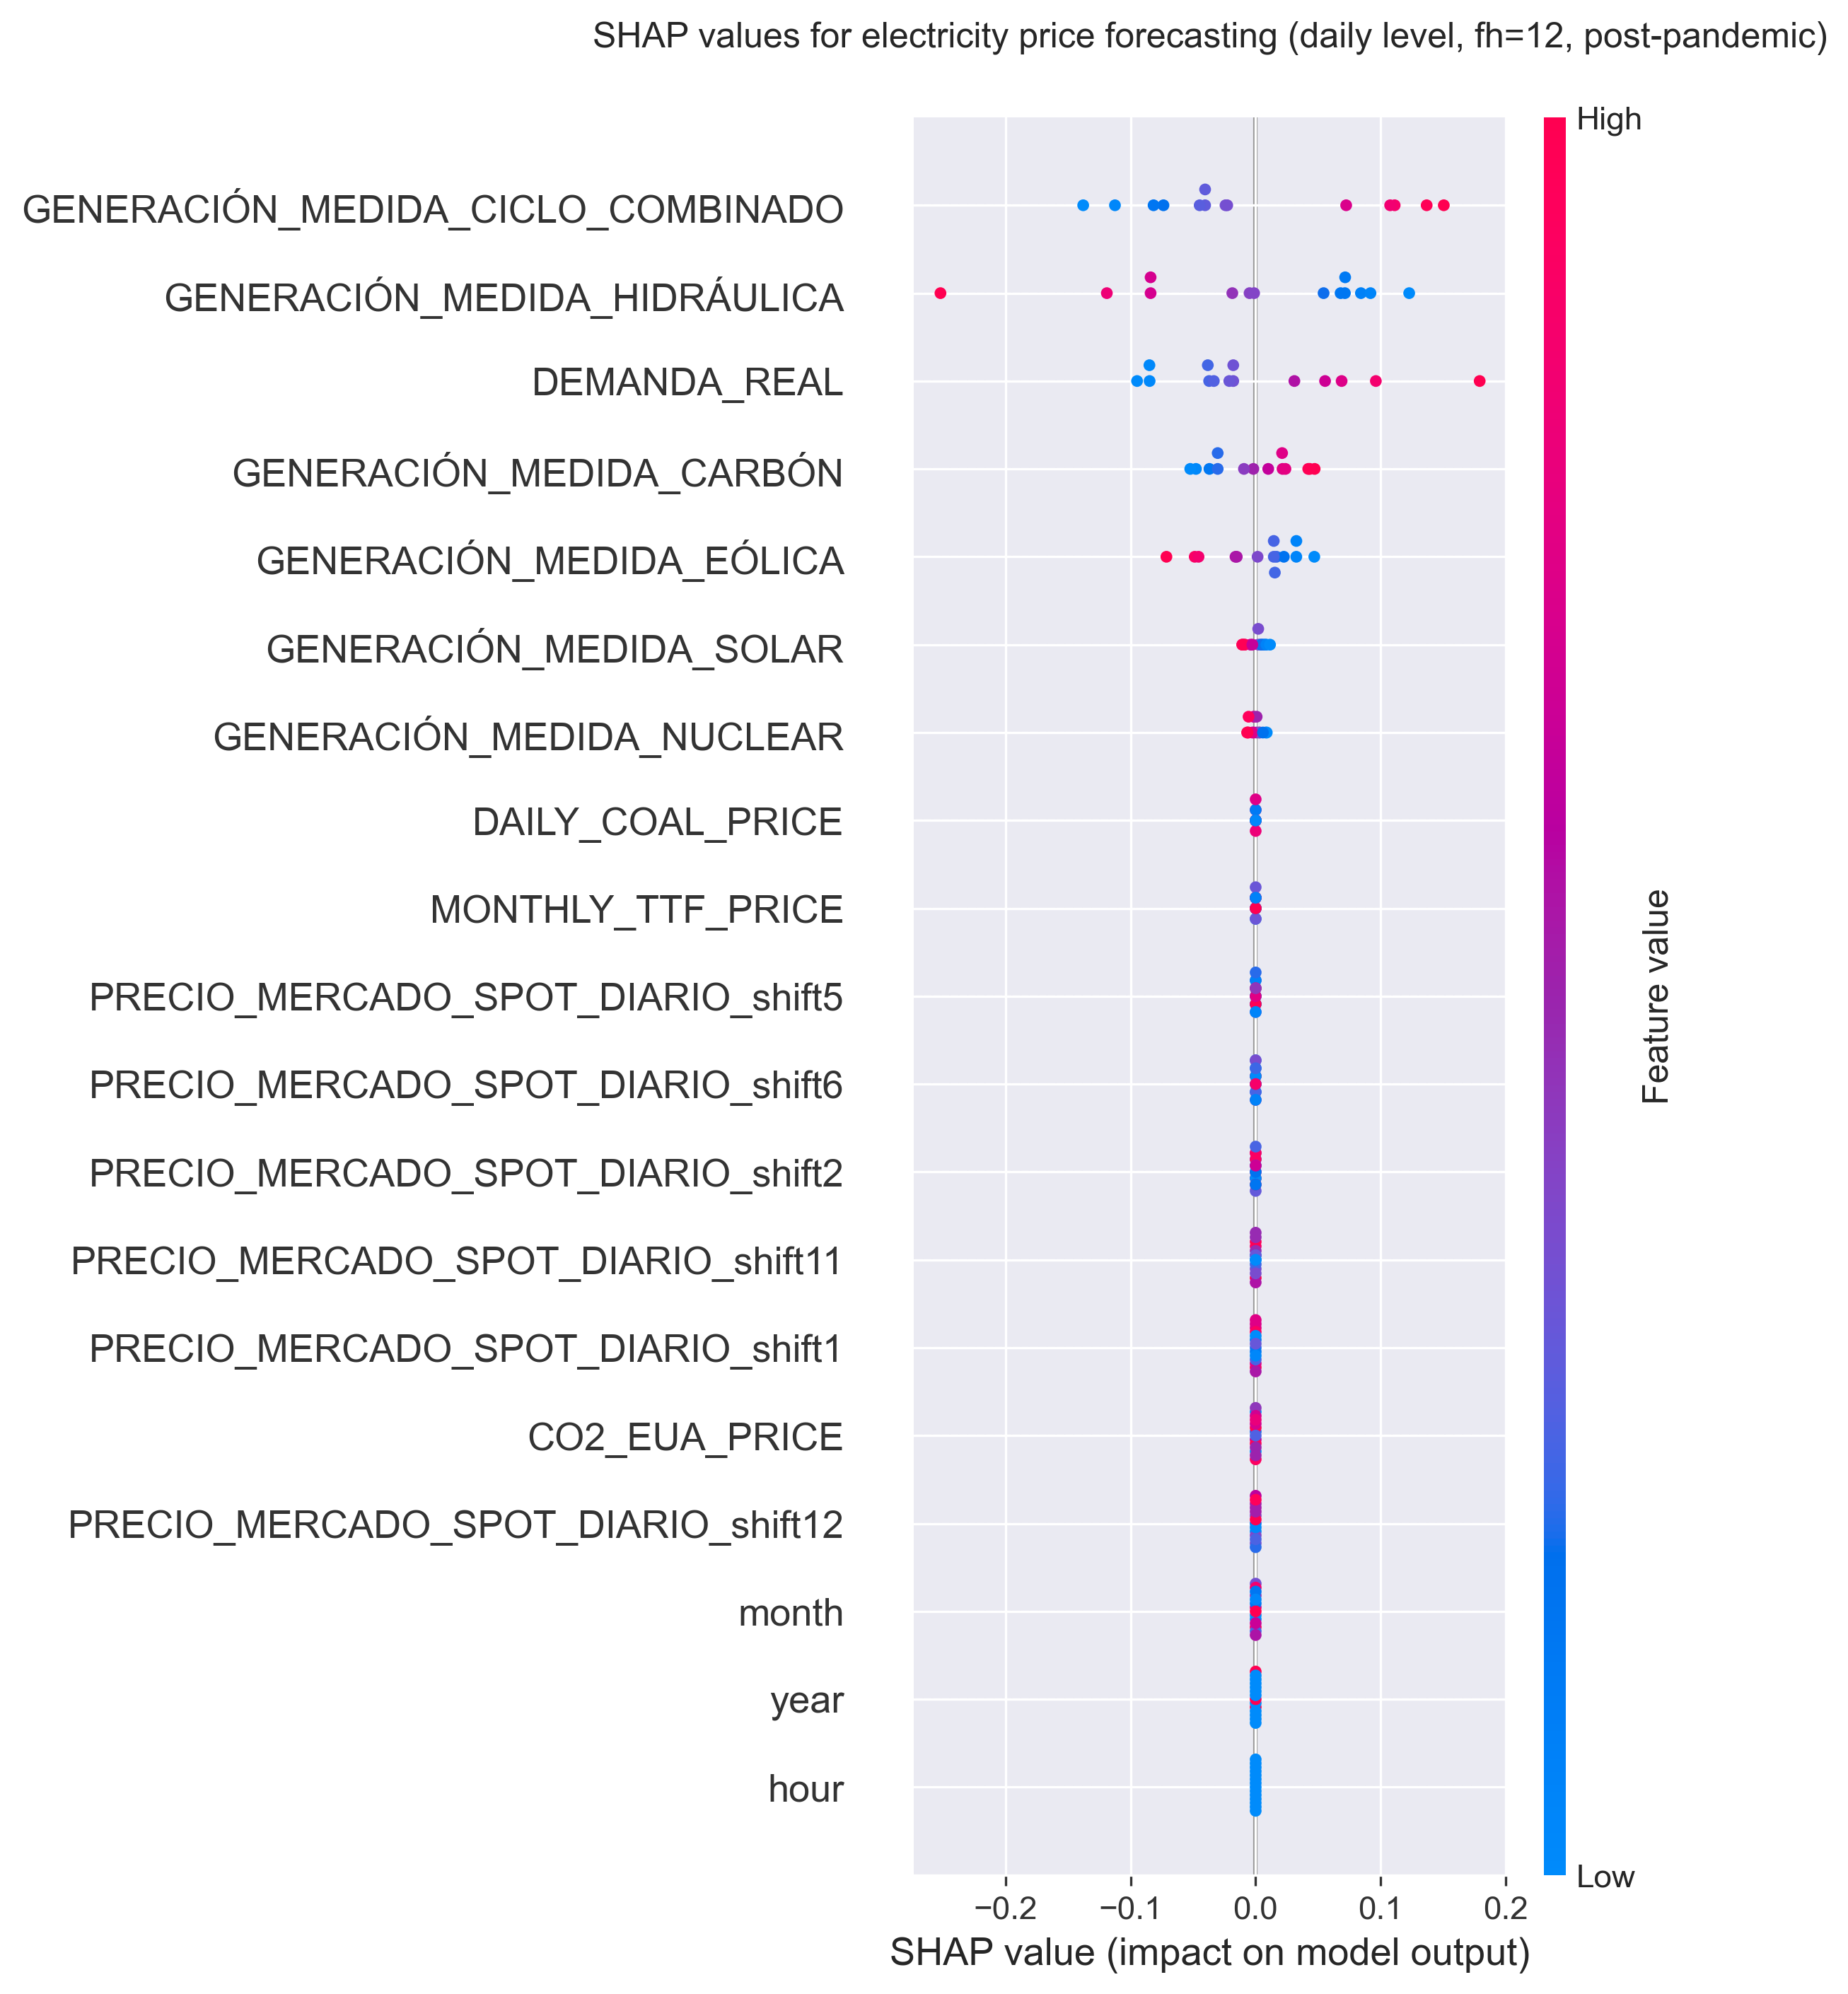 SHAP values for electricity price forecasting (daily level, fh=12, post-pandemic)
High
GENERACIÓN_MEDIDA_CICLO_COMBINADO
GENERACIÓN_MEDIDA_HIDRÁULICA
DEMANDA_REAL
GENERACIÓN_MEDIDA_CARBÓN
GENERACIÓN_MEDIDA_EÓLICA
GENERACIÓN_MEDIDA_SOLAR
GENERACIÓN_MEDIDA_NUCLEAR
DAILY_COAL_PRICE
MONTHLY_TTF_PRICE
PRECIO_MERCADO_SPOT_DIARIO_shift5
PRECIO_MERCADO_SPOT_DIARIO_shift6
PRECIO_MERCADO_SPOT_DIARIO_shift2
PRECIO_MERCADO_SPOT_DIARIO_shift11
PRECIO_MERCADO_SPOT_DIARIO_shift1
CO2_EUA_PRICE
PRECIO_MERCADO_SPOT_DIARIO_shift12
month
year
hour
Feature value
Low
−0.2 −0.1 0.0 0.1 0.2
SHAP value (impact on model output)